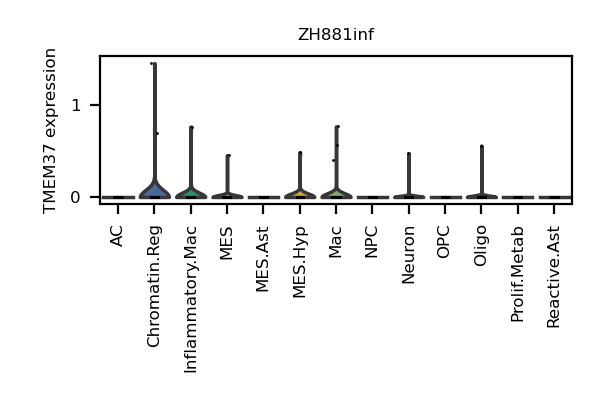 ZH881inf
TMEM37 expression
1
0
AC
Chromatin.Reg
Inflammatory.Mac
MES
MES.Ast
MES.Hyp
Mac
NPC
Neuron
OPC
Oligo
Prolif.Metab
Reactive.Ast